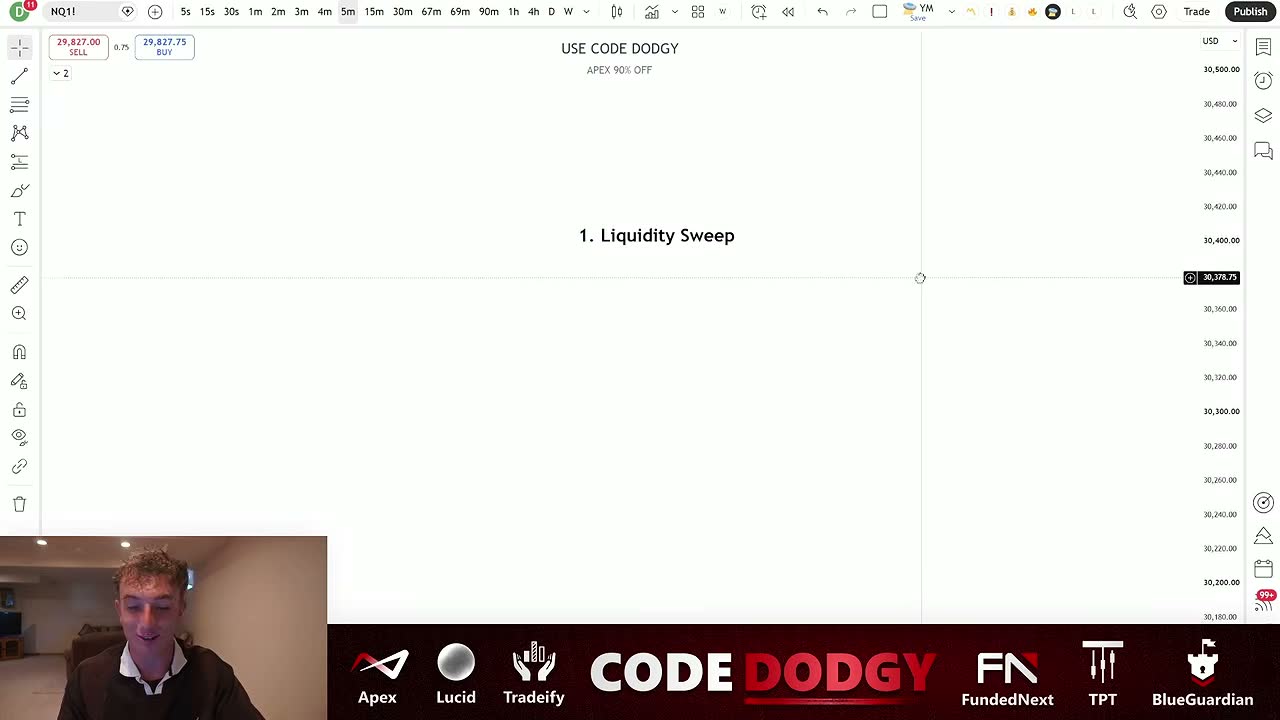 D 11 NQ1! 15s 30s 1m 2m 3m 4m 5m 15m 30m 67m 69m 90m 1h 4h D W W YM Save L L Trade Publish
29,827.00 SELL 0.75 29,827.75 BUY
2
USE CODE DODGY
APEX 90% OFF
1. Liquidity Sweep
USD
30,500.00
30,480.00
30,460.00
30,440.00
30,420.00
30,400.00
30,378.75
30,360.00
30,340.00
30,320.00
30,300.00
30,280.00
30,260.00
30,240.00
30,220.00
30,200.00
30,180.00
99+
Apex
Lucid
Tradeify
CODE DODGY
FN
FundedNext
TPT
BlueGuardian